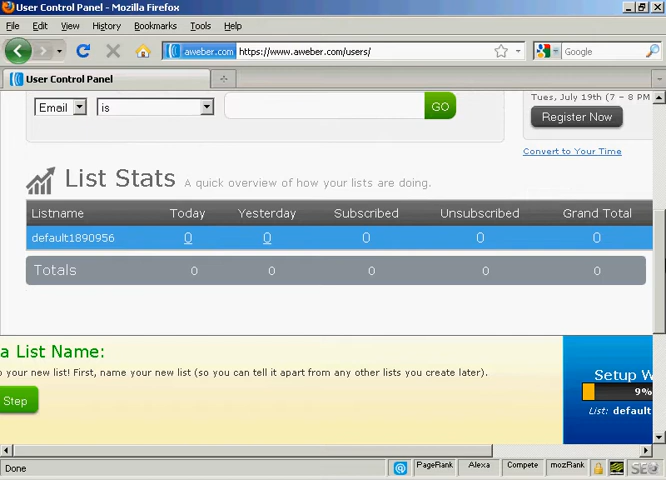 User Control Panel - Mozilla Firefox
File Edit View History Bookmarks Tools Help
aweber.com https://www.aweber.com/users/
Google
User Control Panel
Tues, July 19th (7 – 8 PM
Email is GO
Register Now
Convert to Your Time
List Stats A quick overview of how your lists are doing.
Listname Today Yesterday Subscribed Unsubscribed Grand Total
default1890956 0 0 0 0 0
Totals 0 0 0 0 0
a List Name:
o your new list! First, name your new list (so you can tell it apart from any other lists you create later).
Step
Setup W
9%
List: default
Done PageRank Alexa Compete mozRank SEO